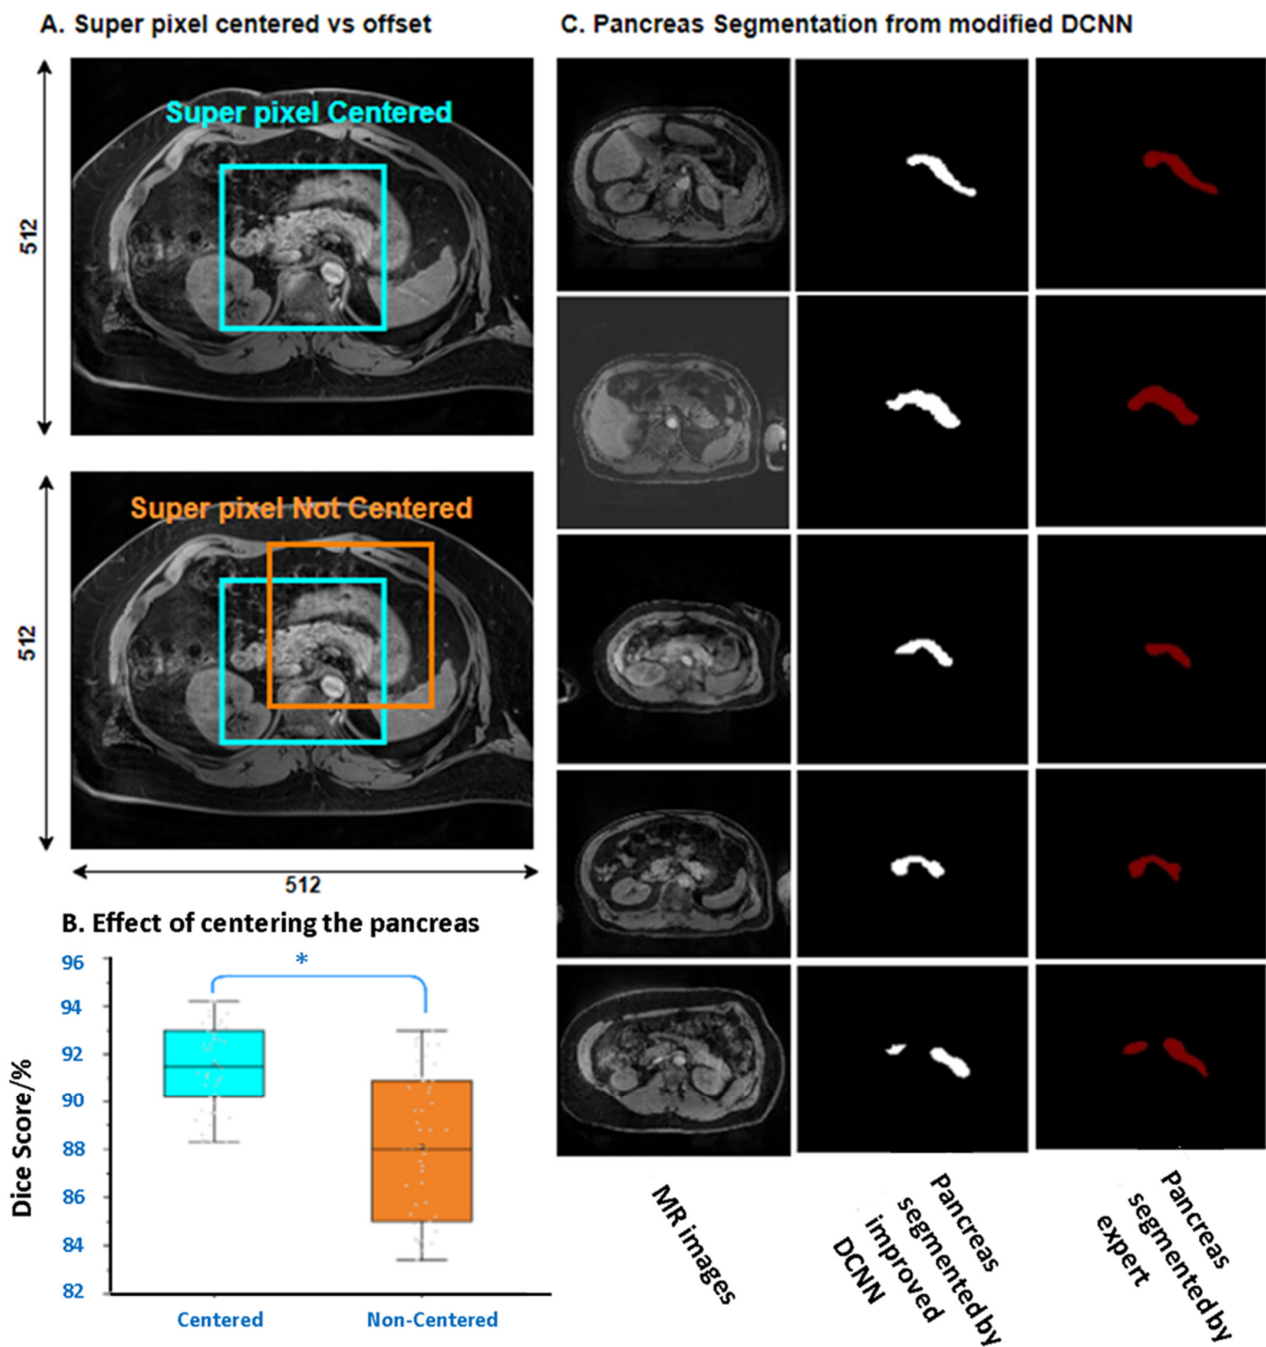 A. Super pixel centered vs offset
Super pixel Centered
512
Super pixel Not Centered
512
512
B. Effect of centering the pancreas
*
96
94
92
90
88
86
84
82
Dice Score/%
Centered
Non-Centered
C. Pancreas Segmentation from modified DCNN
MR images
Pancreas
segmented by
improved
DCNN
Pancreas
segmented by
expert